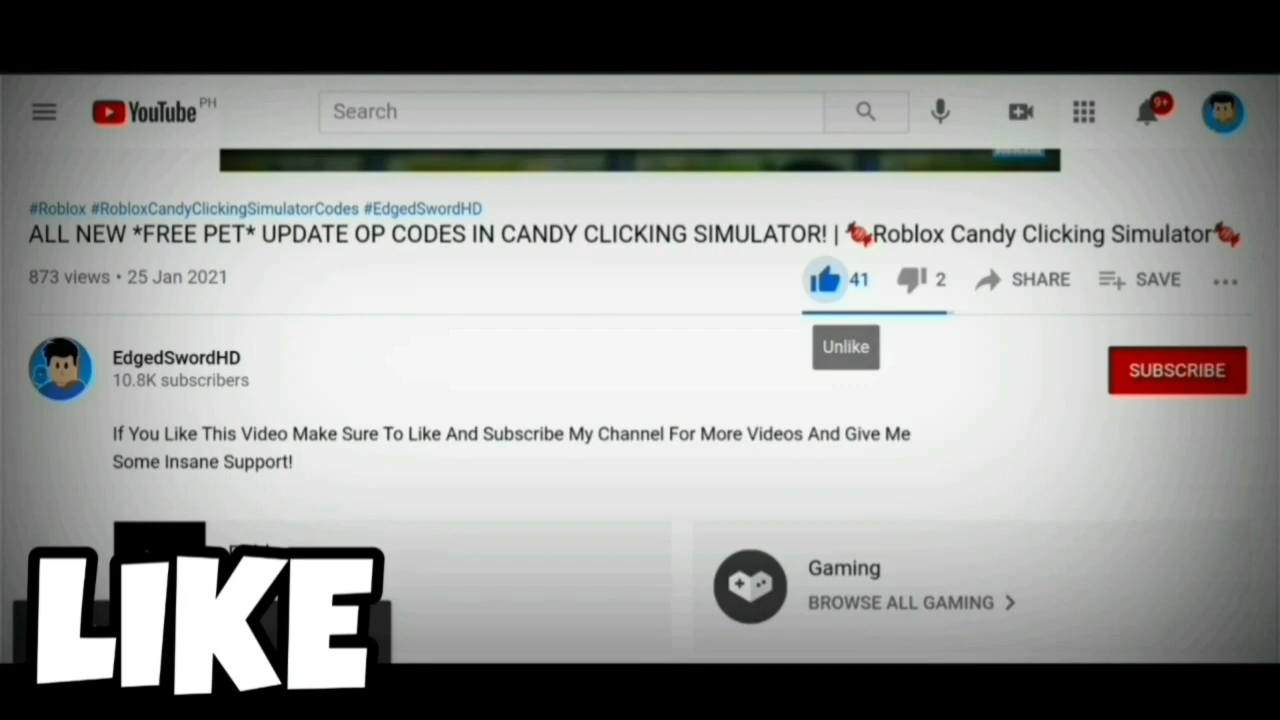 YouTube PH
Search
9+
#Roblox #RobloxCandyClickingSimulatorCodes #EdgedSwordHD
ALL NEW *FREE PET* UPDATE OP CODES IN CANDY CLICKING SIMULATOR! | 🍬Roblox Candy Clicking Simulator🍬
873 views • 25 Jan 2021
41
2
SHARE
SAVE
Unlike
EdgedSwordHD
10.8K subscribers
SUBSCRIBE
If You Like This Video Make Sure To Like And Subscribe My Channel For More Videos And Give Me
Some Insane Support!
Gaming
BROWSE ALL GAMING
LIKE